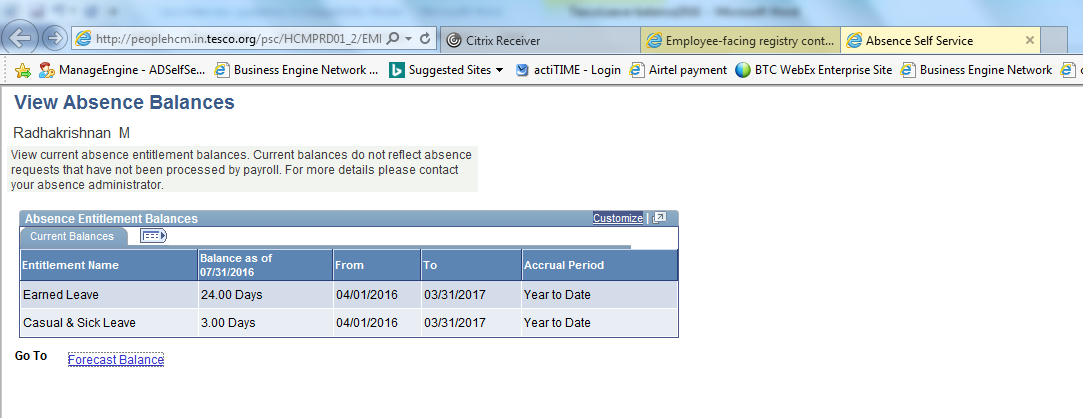 http://peoplehcm.in.tesco.org/psc/HCMPRD01_2/EMI
Citrix Receiver
Employee-facing registry cont...
Absence Self Service
ManageEngine - ADSelfSe...
Business Engine Network ...
Suggested Sites
actiTIME - Login
Airtel payment
BTC WebEx Enterprise Site
Business Engine Network
View Absence Balances
Radhakrishnan M
View current absence entitlement balances. Current balances do not reflect absence
requests that have not been processed by payroll. For more details please contact
your absence administrator.
Absence Entitlement Balances
Customize |
Current Balances
Entitlement Name
Balance as of
07/31/2016
From
To
Accrual Period
Earned Leave
24.00 Days
04/01/2016
03/31/2017
Year to Date
Casual & Sick Leave
3.00 Days
04/01/2016
03/31/2017
Year to Date
Go To
Forecast Balance